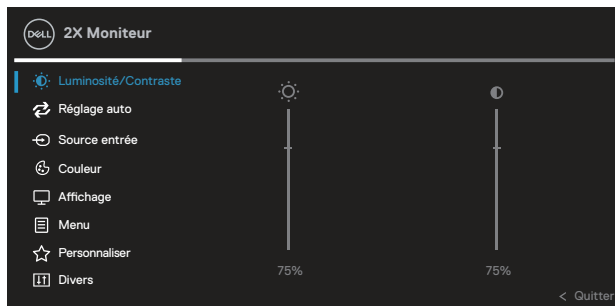 DELL 2X Moniteur
Luminosité/Contraste
Réglage auto
Source entrée
Couleur
Affichage
Menu
Personnaliser
Divers
75% 75%
< Quitter